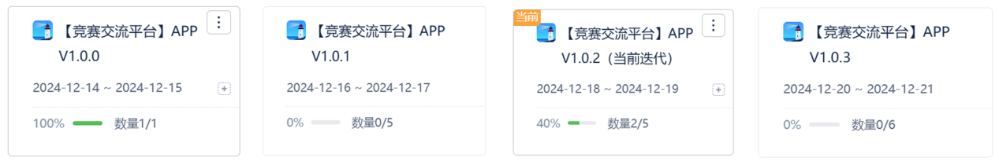 【竞赛交流平台】APP
V1.0.0
2024-12-14 ~ 2024-12-15
100% 数量1/1
【竞赛交流平台】APP
V1.0.1
2024-12-16 ~ 2024-12-17
0% 数量0/5
当前
【竞赛交流平台】APP
V1.0.2（当前迭代）
2024-12-18 ~ 2024-12-19
40% 数量2/5
【竞赛交流平台】APP
V1.0.3
2024-12-20 ~ 2024-12-21
0% 数量0/6